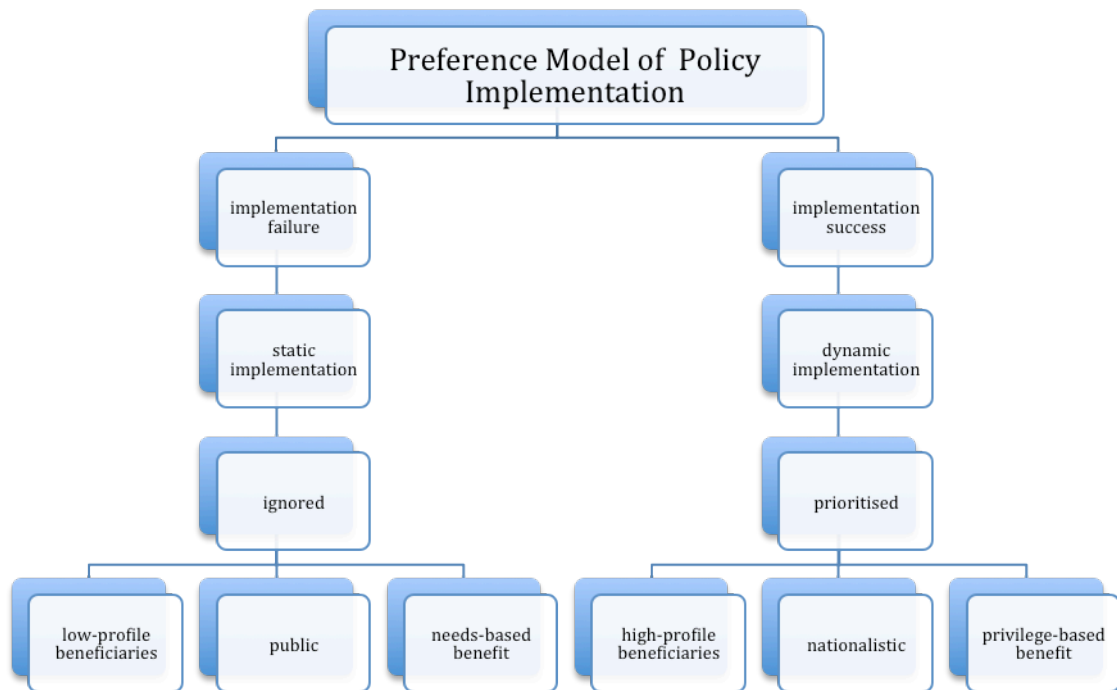 Preference Model of Policy
Implementation
implementation
failure
implementation
success
static
implementation
dynamic
implementation
ignored
prioritised
low-profile
beneficiaries
public
needs-based
benefit
high-profile
beneficiaries
nationalistic
privilege-based
benefit